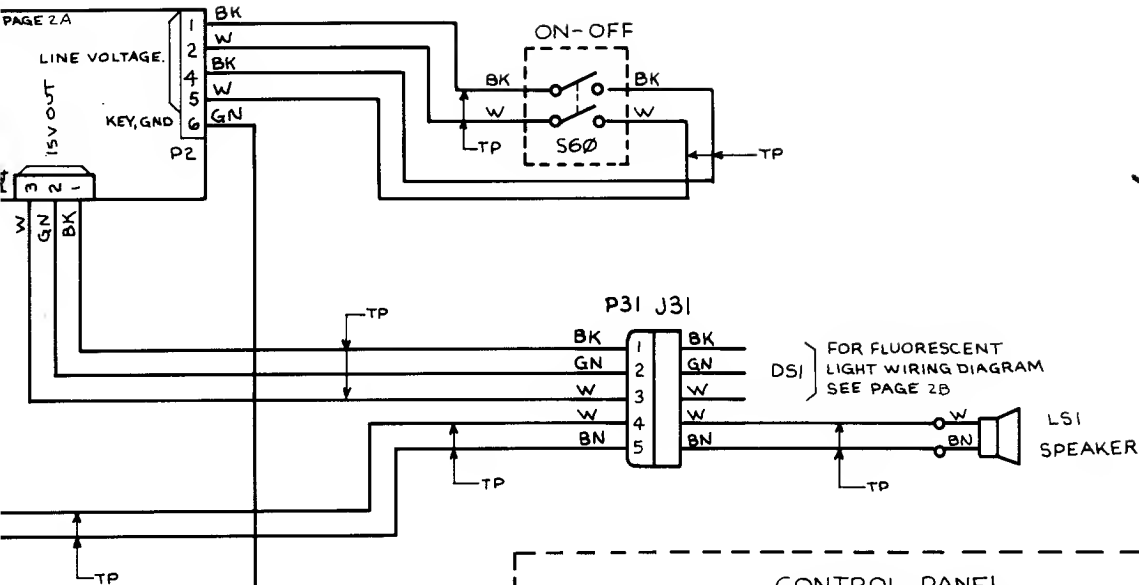 PAGE 2A
BK
1
W
2
LINE VOLTAGE.
BK
4
W
5
KEY, GND
GN
6
P2
15V OUT
3 2 1
W
GN
BK
ON-OFF
BK
BK
W
W
TP
S6Ø
TP
TP
P31 J31
BK
1
BK
GN
2
GN
W
3
W
W
4
W
BN
5
BN
DS1
FOR FLUORESCENT
LIGHT WIRING DIAGRAM
SEE PAGE 2B
W
BN
LS1
SPEAKER
TP
TP
TP
CONTROL PANEL